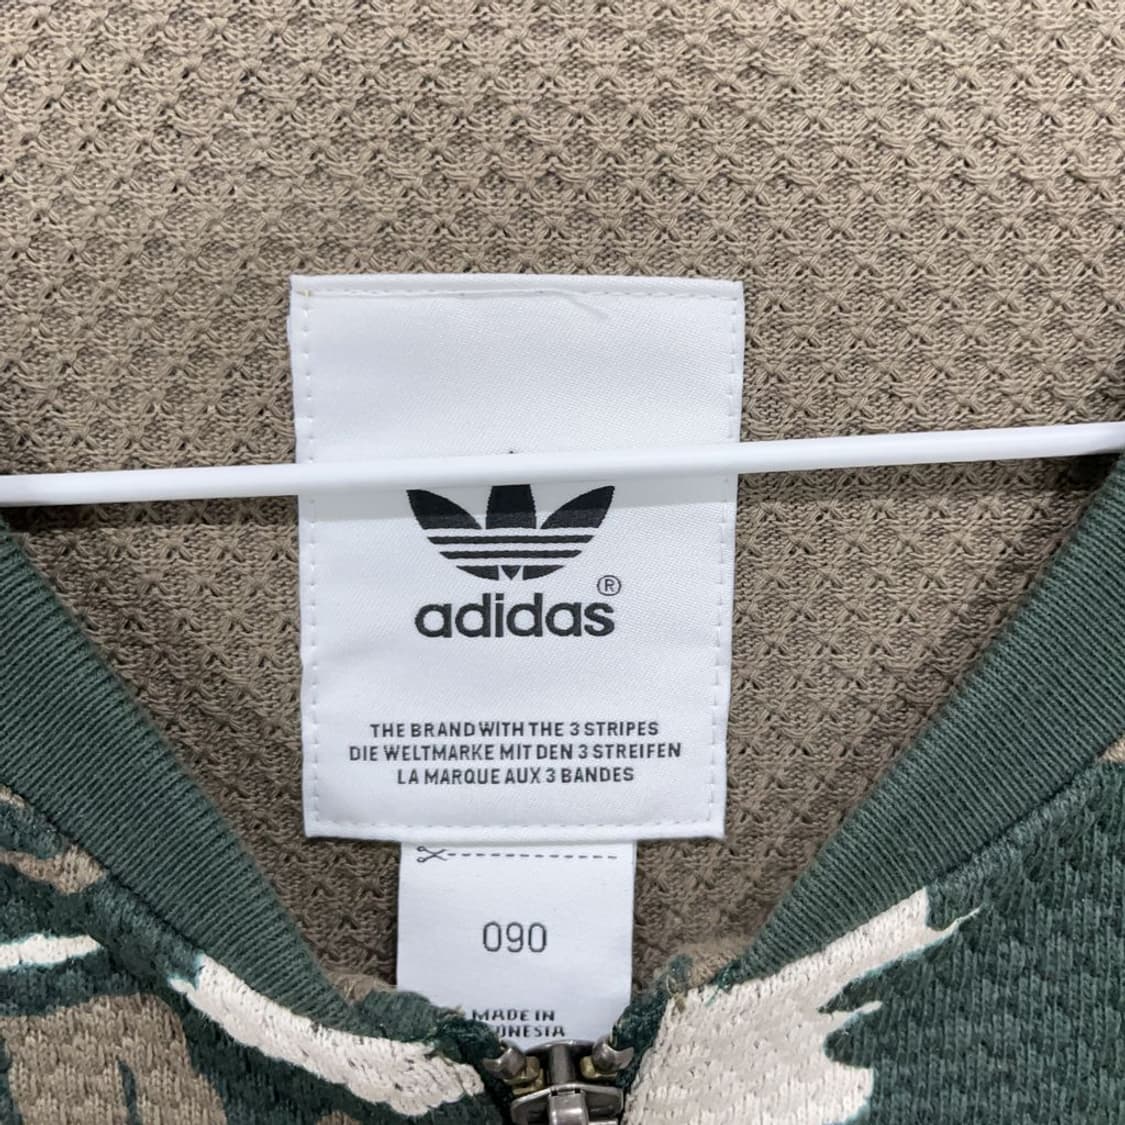 adidas®
THE BRAND WITH THE 3 STRIPES
DIE WELTMARKE MIT DEN 3 STREIFEN
LA MARQUE AUX 3 BANDES
090
MADE IN